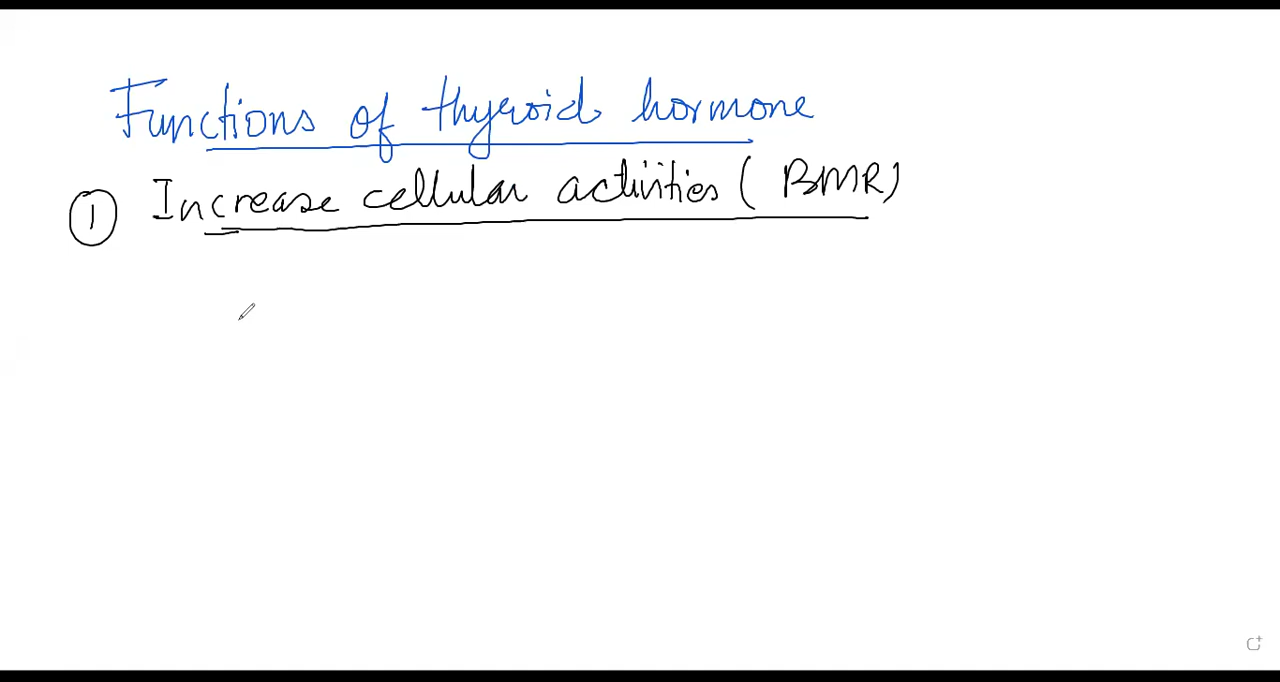 Functions of thyroid hormone
① Increase cellular activities ( BMR)